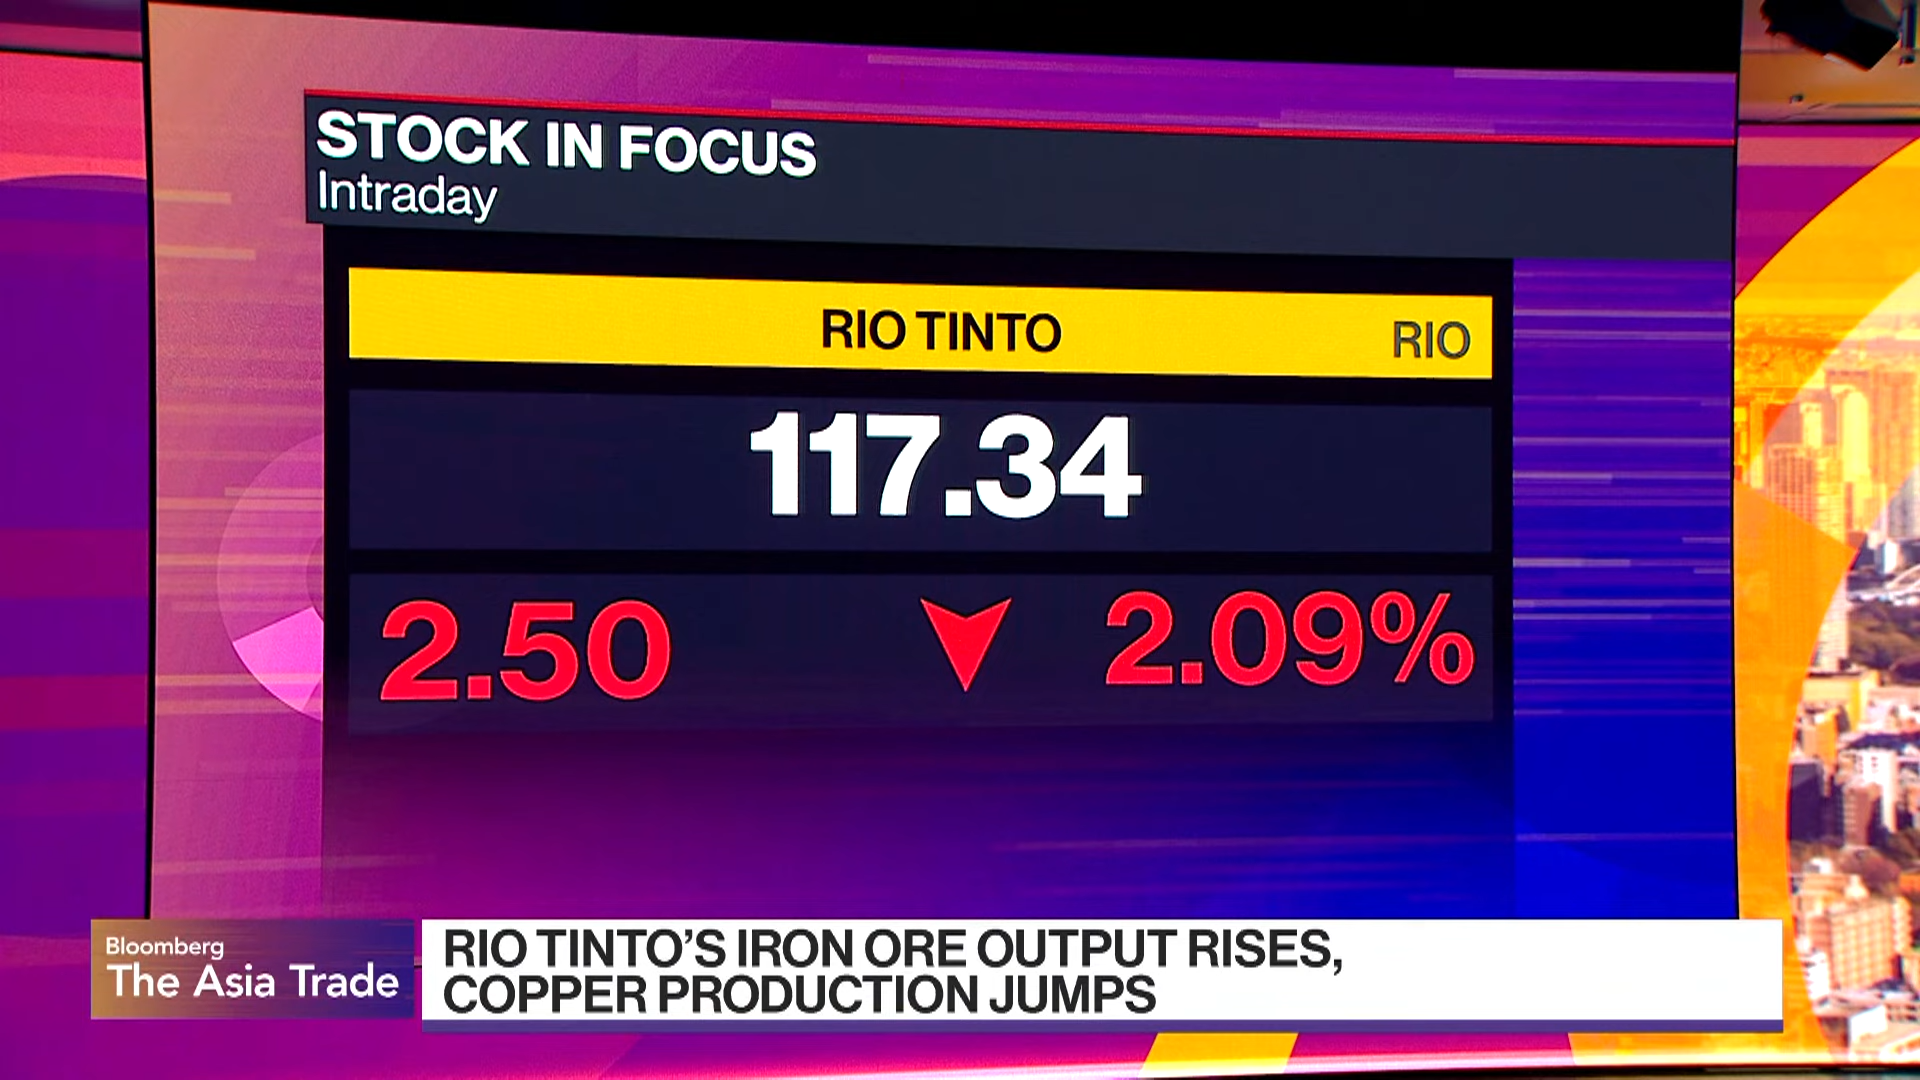 STOCK IN FOCUS
Intraday
RIO TINTO RIO
117.34
2.50 2.09%
Bloomberg
The Asia Trade
RIO TINTO’S IRON ORE OUTPUT RISES,
COPPER PRODUCTION JUMPS